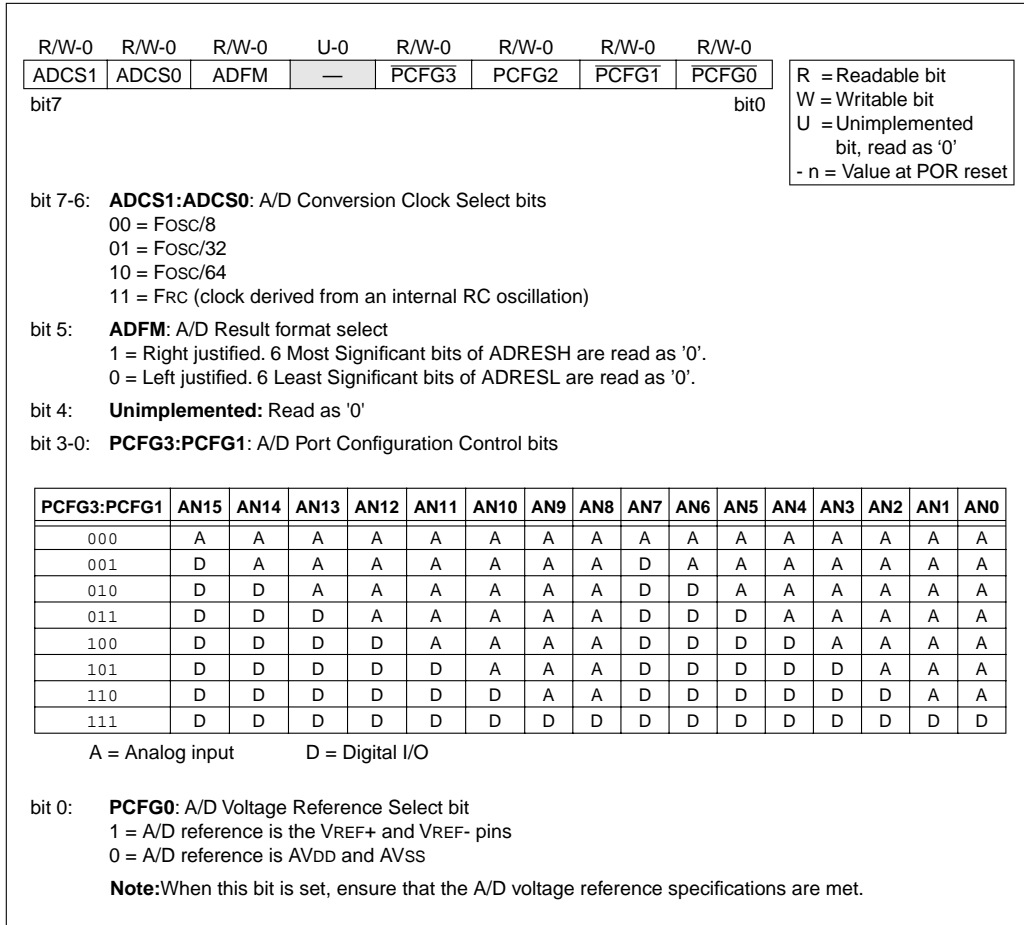 R/W-0 R/W-0 R/W-0 U-0 R/W-0 R/W-0 R/W-0 R/W-0
ADCS1 ADCS0 ADFM — PCFG3 PCFG2 PCFG1 PCFG0
bit7 bit0
R = Readable bit
W = Writable bit
U = Unimplemented
bit, read as ‘0’
- n = Value at POR reset
bit 7-6: ADCS1:ADCS0: A/D Conversion Clock Select bits
00 = FOSC/8
01 = FOSC/32
10 = FOSC/64
11 = FRC (clock derived from an internal RC oscillation)
bit 5: ADFM: A/D Result format select
1 = Right justified. 6 Most Significant bits of ADRESH are read as ’0’.
0 = Left justified. 6 Least Significant bits of ADRESL are read as ’0’.
bit 4: Unimplemented: Read as '0'
bit 3-0: PCFG3:PCFG1: A/D Port Configuration Control bits
PCFG3:PCFG1 AN15 AN14 AN13 AN12 AN11 AN10 AN9 AN8 AN7 AN6 AN5 AN4 AN3 AN2 AN1 AN0
000 A A A A A A A A A A A A A A A A
001 D A A A A A A A D A A A A A A A
010 D D A A A A A A D D A A A A A A
011 D D D A A A A A D D D A A A A A
100 D D D D A A A A D D D D A A A A
101 D D D D D A A A D D D D D A A A
110 D D D D D D A A D D D D D D A A
111 D D D D D D D D D D D D D D D D
A = Analog input D = Digital I/O
bit 0: PCFG0: A/D Voltage Reference Select bit
1 = A/D reference is the VREF+ and VREF- pins
0 = A/D reference is AVDD and AVSS
Note:When this bit is set, ensure that the A/D voltage reference specifications are met.